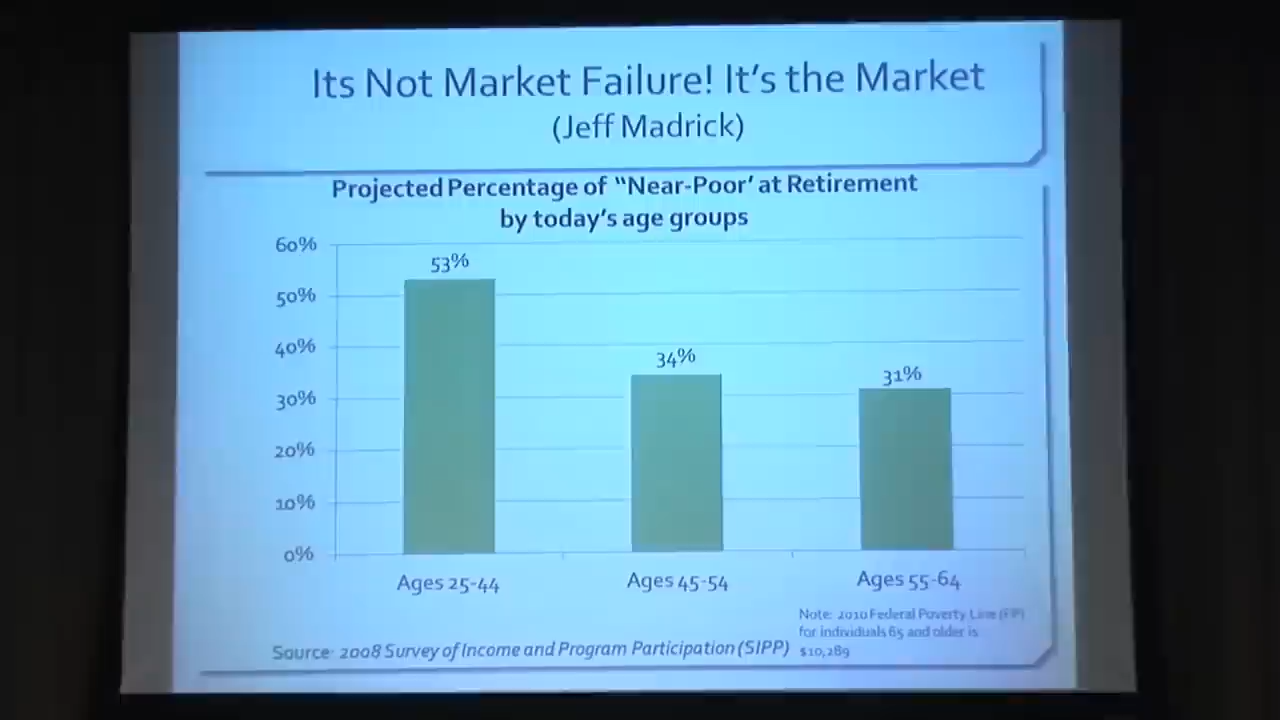 Its Not Market Failure! It's the Market
(Jeff Madrick)
Projected Percentage of “Near-Poor’ at Retirement
by today's age groups
60%
50%
40%
30%
20%
10%
0%
53%
34%
31%
Ages 25-44
Ages 45-54
Ages 55-64
Note: 2010 Federal Poverty Line (FP)
for individuals 65 and older is
$10,289
Source: 2008 Survey of Income and Program Participation (SIPP)